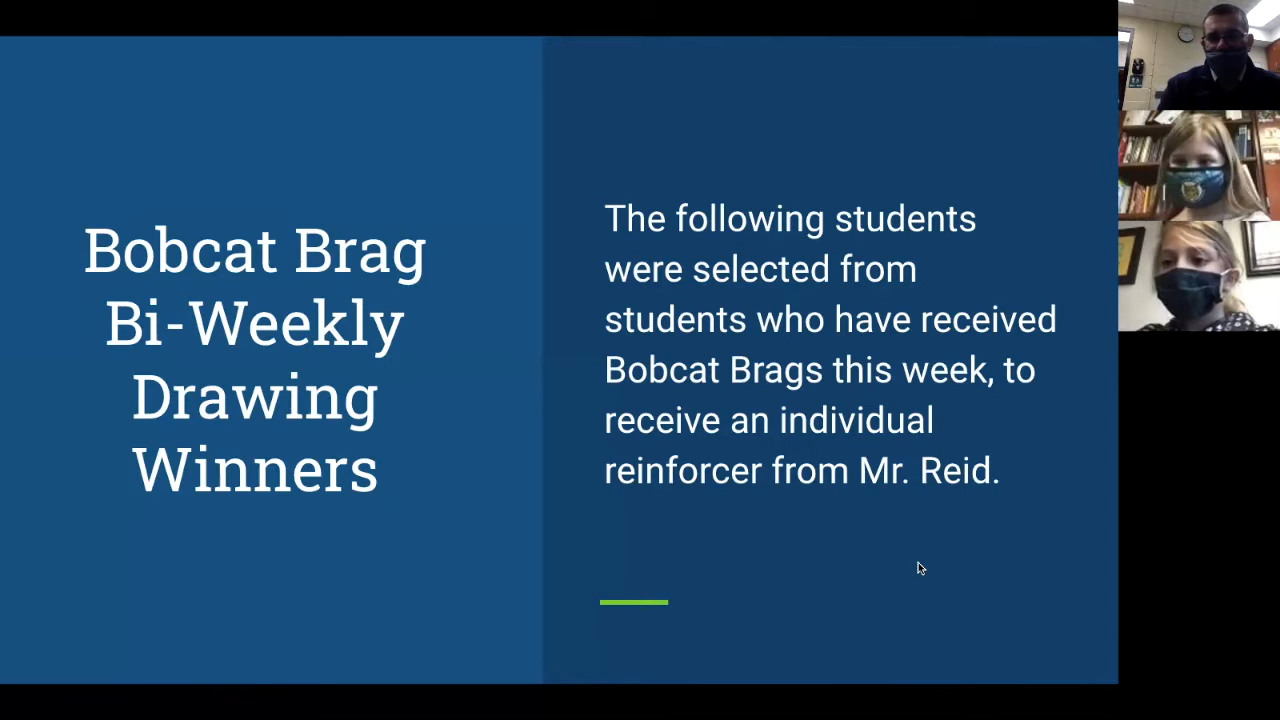 Bobcat Brag
Bi-Weekly
Drawing
Winners
The following students
were selected from
students who have received
Bobcat Brags this week, to
receive an individual
reinforcer from Mr. Reid.